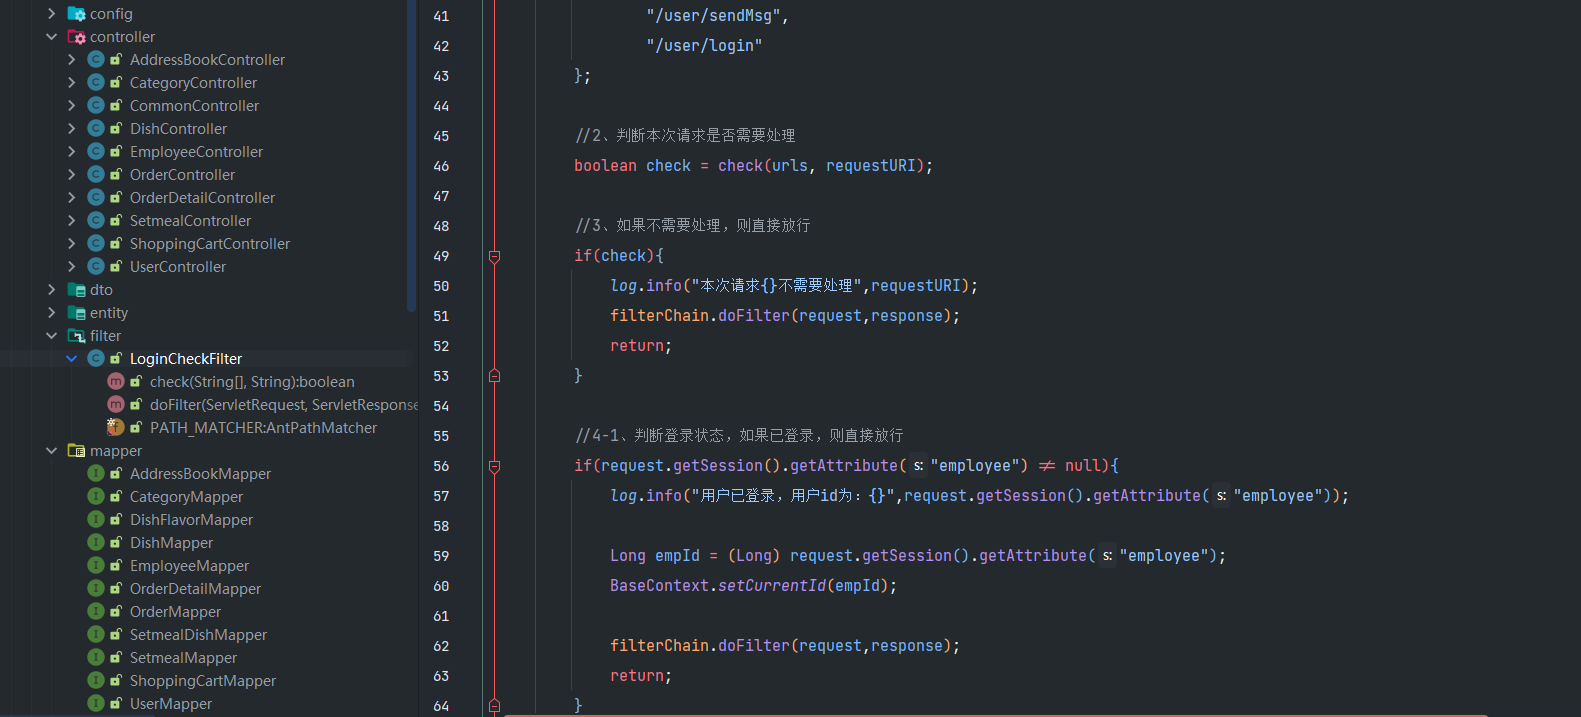 config
controller
AddressBookController
CategoryController
CommonController
DishController
EmployeeController
OrderController
OrderDetailController
SetmealController
ShoppingCartController
UserController
dto
entity
filter
LoginCheckFilter
check(String[], String):boolean
doFilter(ServletRequest, ServletResponse
PATH_MATCHER:AntPathMatcher
mapper
AddressBookMapper
CategoryMapper
DishFlavorMapper
DishMapper
EmployeeMapper
OrderDetailMapper
OrderMapper
SetmealDishMapper
SetmealMapper
ShoppingCartMapper
UserMapper
41 "/user/sendMsg",
42 "/user/login"
43 };
44
45 //2、判断本次请求是否需要处理
46 boolean check = check(urls, requestURI);
47
48 //3、如果不需要处理，则直接放行
49 if(check){
50 log.info("本次请求{}不需要处理",requestURI);
51 filterChain.doFilter(request,response);
52 return;
53 }
54
55 //4-1、判断登录状态，如果已登录，则直接放行
56 if(request.getSession().getAttribute( s: "employee") != null){
57 log.info("用户已登录，用户id为：{}",request.getSession().getAttribute( s: "employee"));
58
59 Long empId = (Long) request.getSession().getAttribute( s: "employee");
60 BaseContext.setCurrentId(empId);
61
62 filterChain.doFilter(request,response);
63 return;
64 }